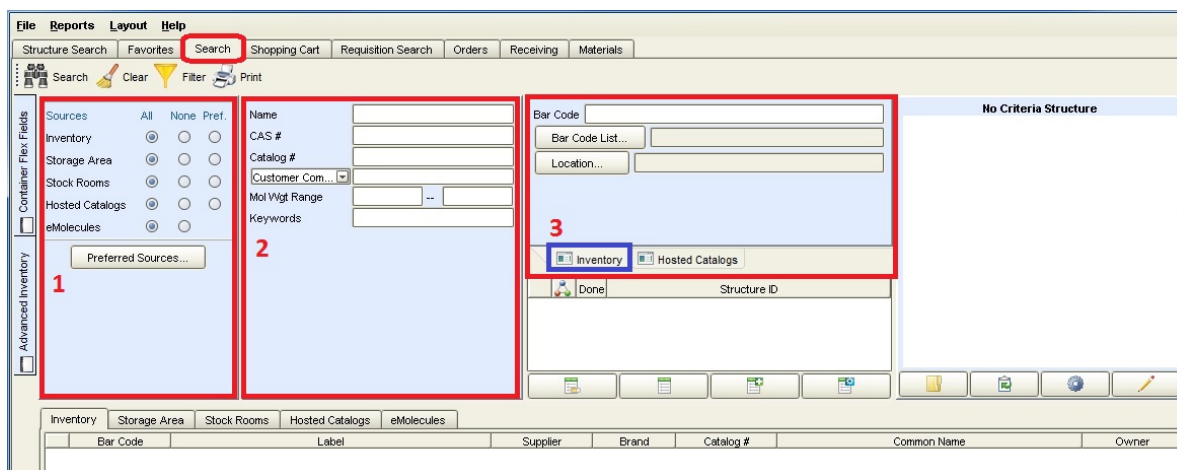 File Reports Layout Help
Structure Search Favorites Search Shopping Cart Requisition Search Orders Receiving Materials
Search Clear Filter Print
Container Flex Fields
Advanced Inventory
Sources All None Pref.
Inventory
Storage Area
Stock Rooms
Hosted Catalogs
eMolecules
Preferred Sources...
1
Name
CAS #
Catalog #
Customer Com...
Mol Wgt Range --
Keywords
2
Bar Code
Bar Code List...
Location...
3
Inventory Hosted Catalogs
Done Structure ID
No Criteria Structure
Inventory Storage Area Stock Rooms Hosted Catalogs eMolecules
Bar Code Label Supplier Brand Catalog # Common Name Owner